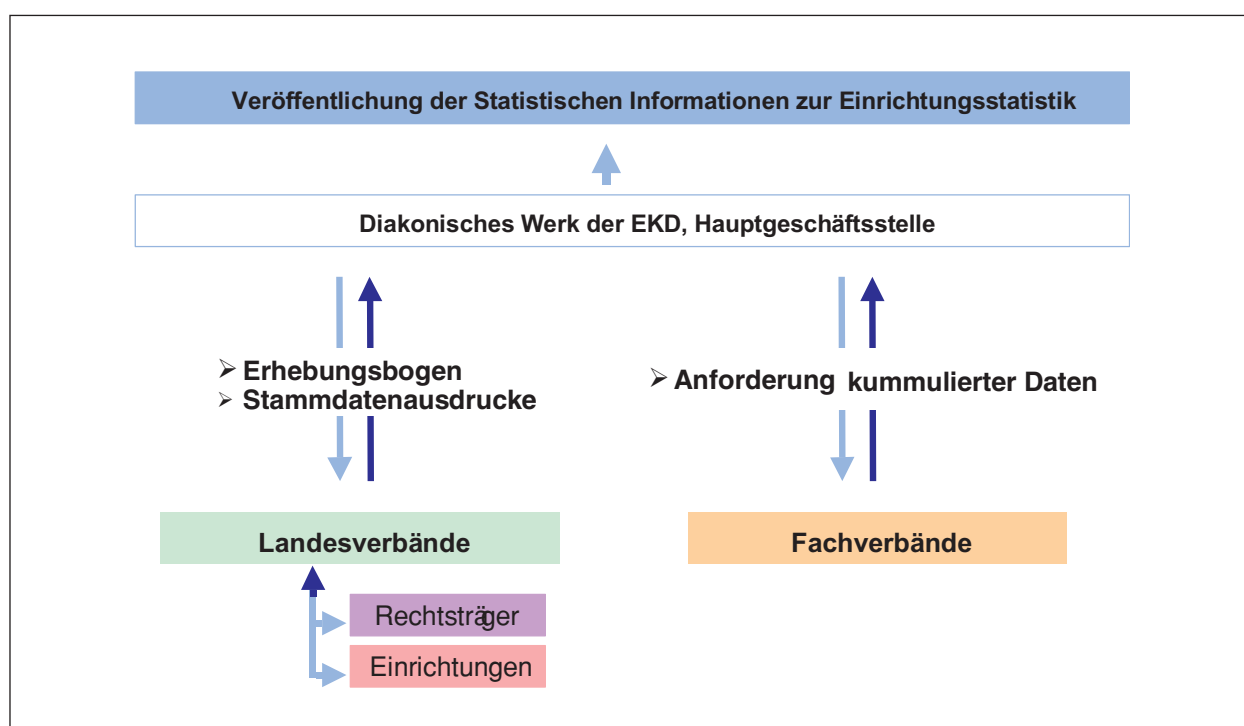 Veröffentlichung der Statistischen Informationen zur Einrichtungsstatistik
Diakonisches Werk der EKD, Hauptgeschäftsstelle
➢ Erhebungsbogen
➢ Stammdatenausdrucke
➢ Anforderung kummulierter Daten
Landesverbände
Fachverbände
Rechtsträger
Einrichtungen